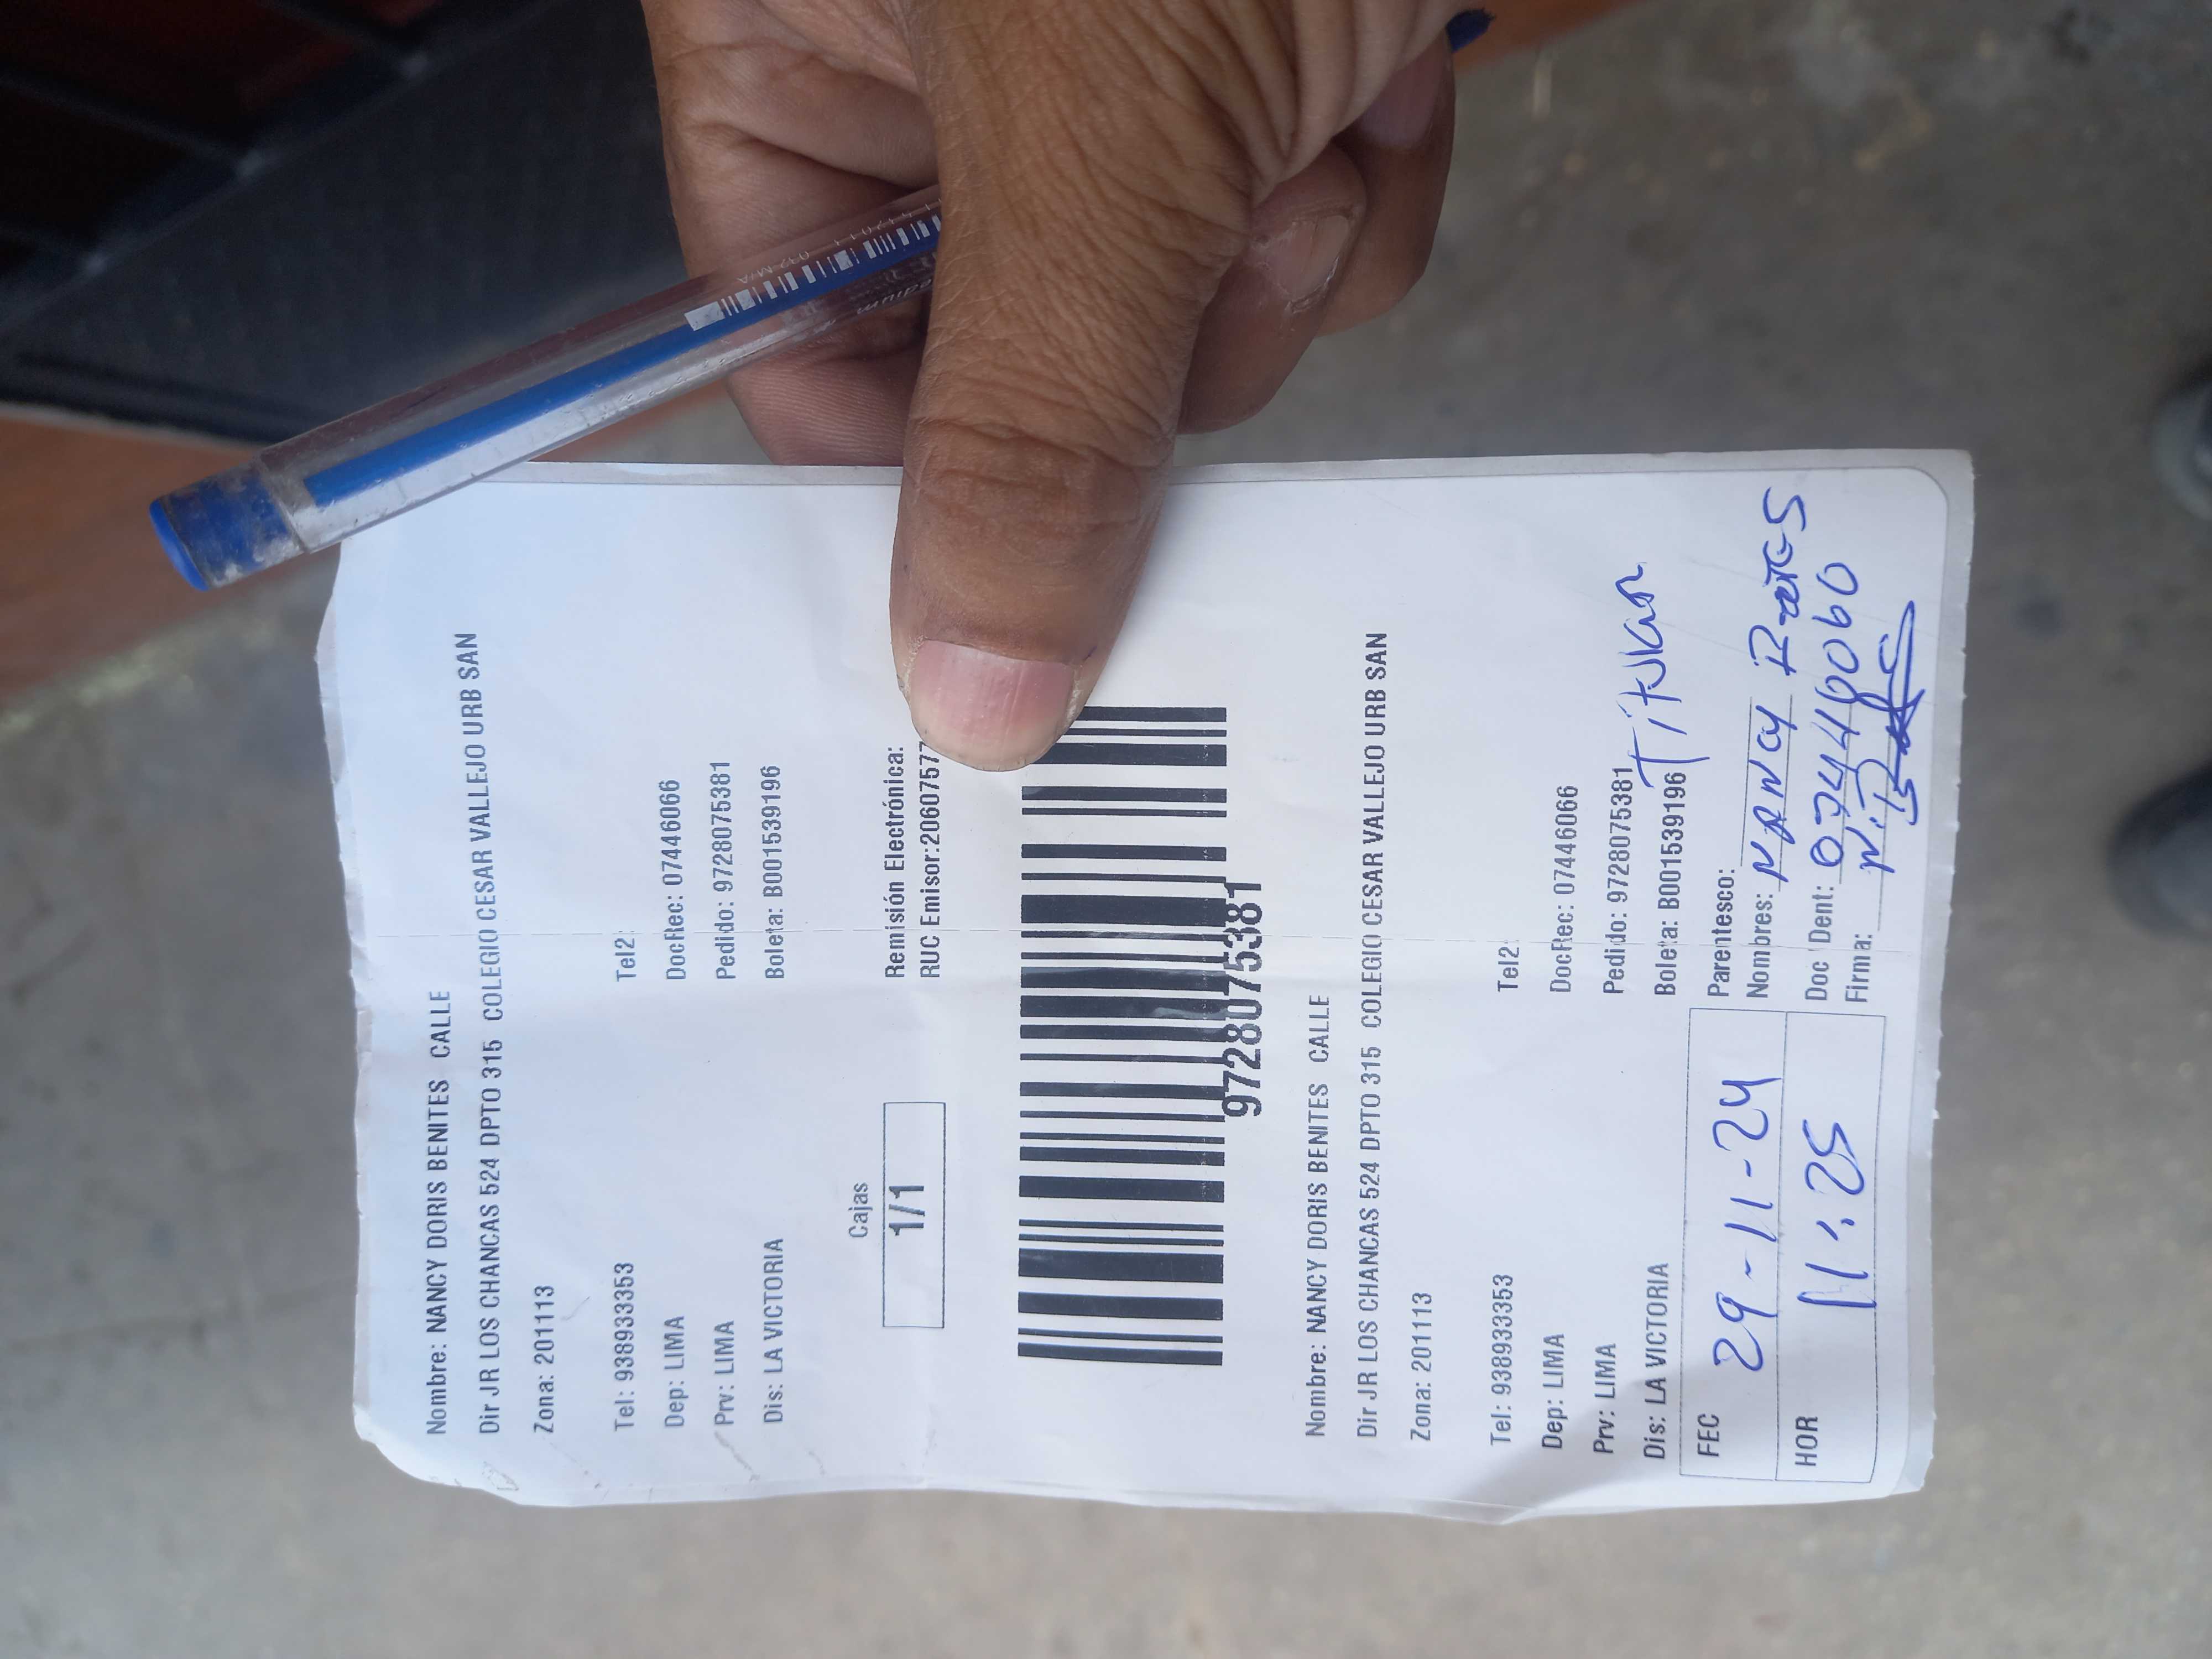 Nombre: NANCY DORIS BENITES CALLE
Dir JR LOS CHANCAS 524 DPTO 315 COLEGIO CESAR VALLEJO URB SAN
Zona: 201113
Tel: 938933353 Tel2:
Dep: LIMA DocRec: 07446066
Prv: LIMA Pedido: 9728075381
Dis: LA VICTORIA Boleta: B001539196
Cajas
1/1
Remisión Electrónica:
RUC Emisor:20607577
9728075381
Nombre: NANCY DORIS BENITES CALLE
Dir JR LOS CHANCAS 524 DPTO 315 COLEGIO CESAR VALLEJO URB SAN
Zona: 201113
Tel: 938933353 Tel2:
Dep: LIMA DocRec: 07446066
Prv: LIMA Pedido: 9728075381
Dis: LA VICTORIA Boleta: B001539196
FEC 29-11-24
HOR 11:25
Parentesco: Titular
Nombres: NANCY
Doc Dent:
Firma: